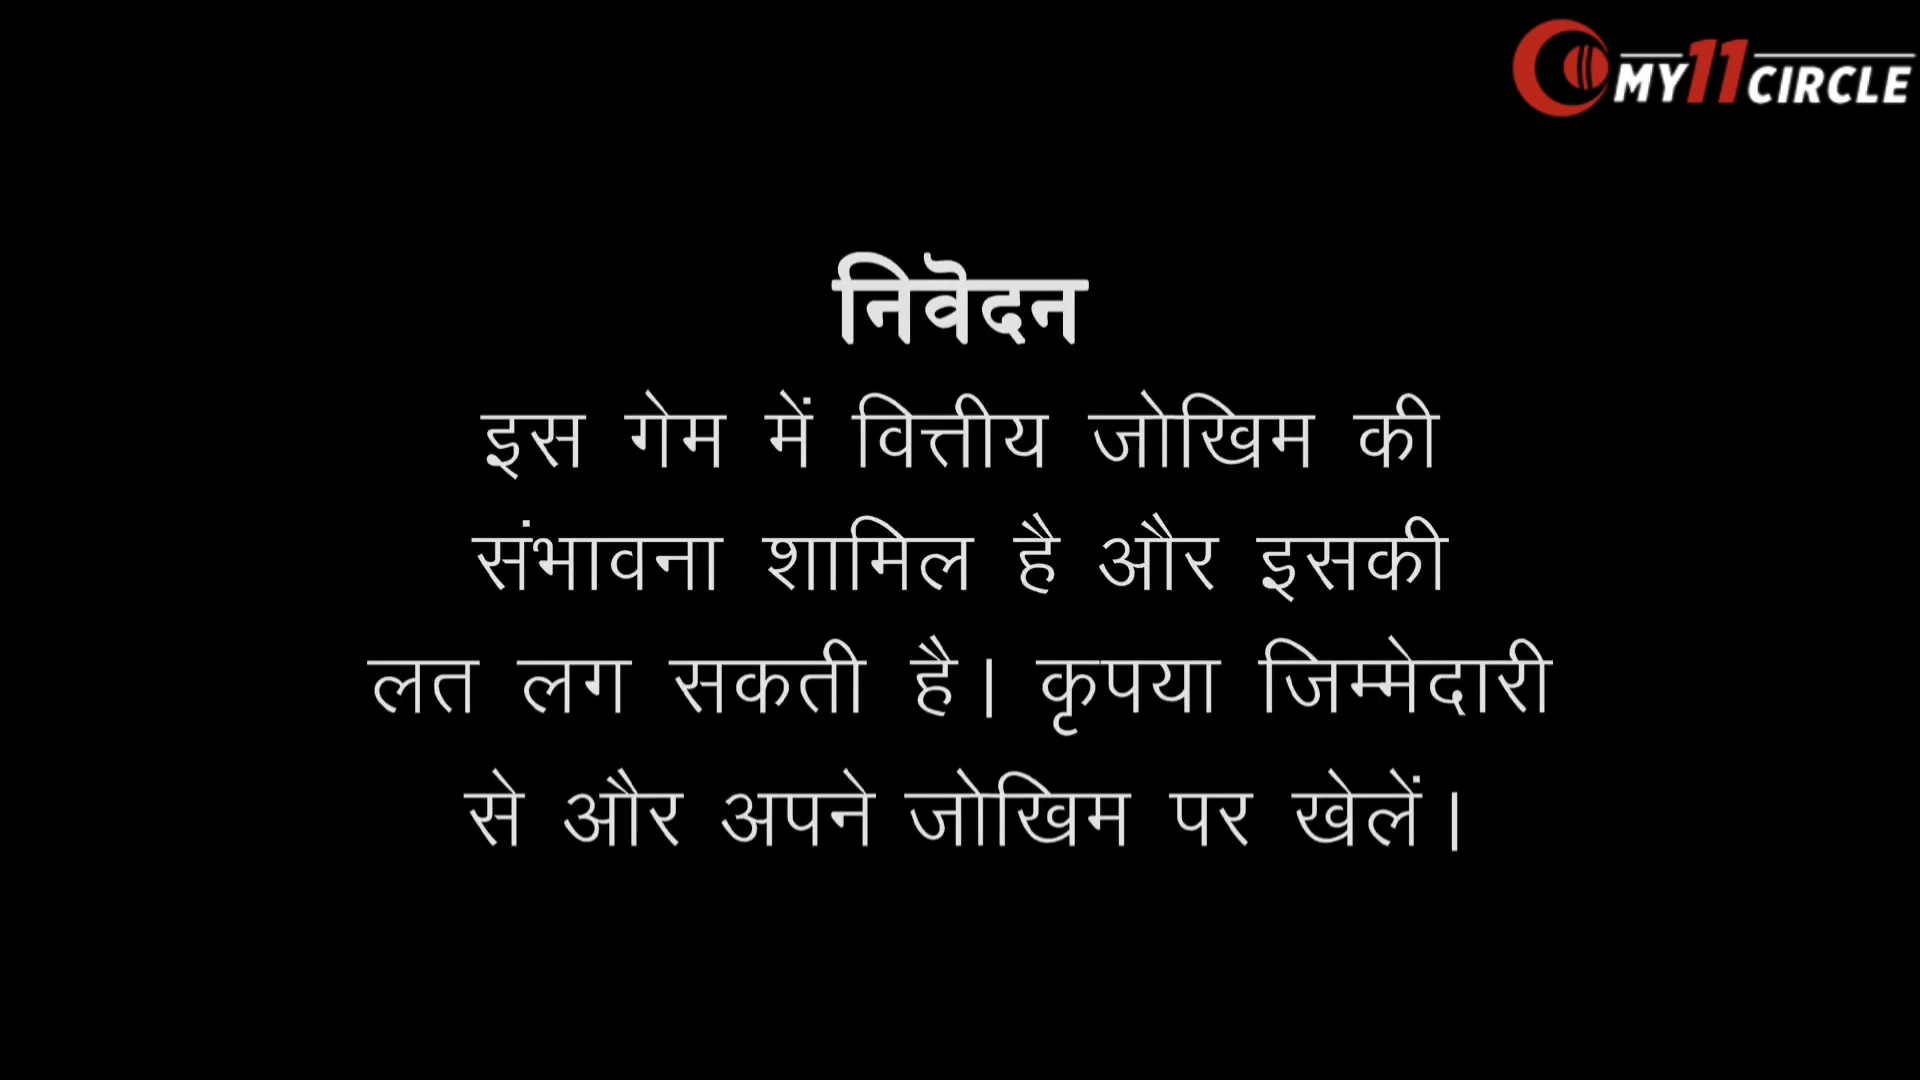 MY11CIRCLE
निवॆदन
इस गेम में वित्तीय जोखिम की
संभावना शामिल है और इसकी
लत लग सकती है। कृपया जिम्मेदारी
से और अपने जोखिम पर खेलें।